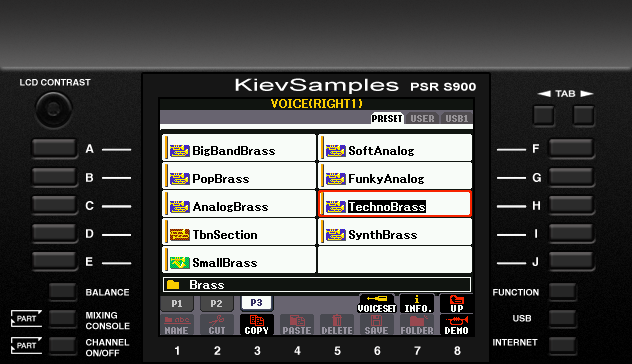 KievSamples PSR S900
LCD CONTRAST
TAB
VOICE(RIGHT1)
PRESET USER USB1
A BigBandBrass SoftAnalog F
B PopBrass FunkyAnalog G
C AnalogBrass TechnoBrass H
D TbnSection SynthBrass I
E SmallBrass J
Brass
BALANCE FUNCTION
P1 P2 P3 VOICESET INFO. UP
PART MIXING CONSOLE USB
NAME CUT COPY PASTE DELETE SAVE FOLDER DEMO
PART CHANNEL ON/OFF INTERNET
1 2 3 4 5 6 7 8